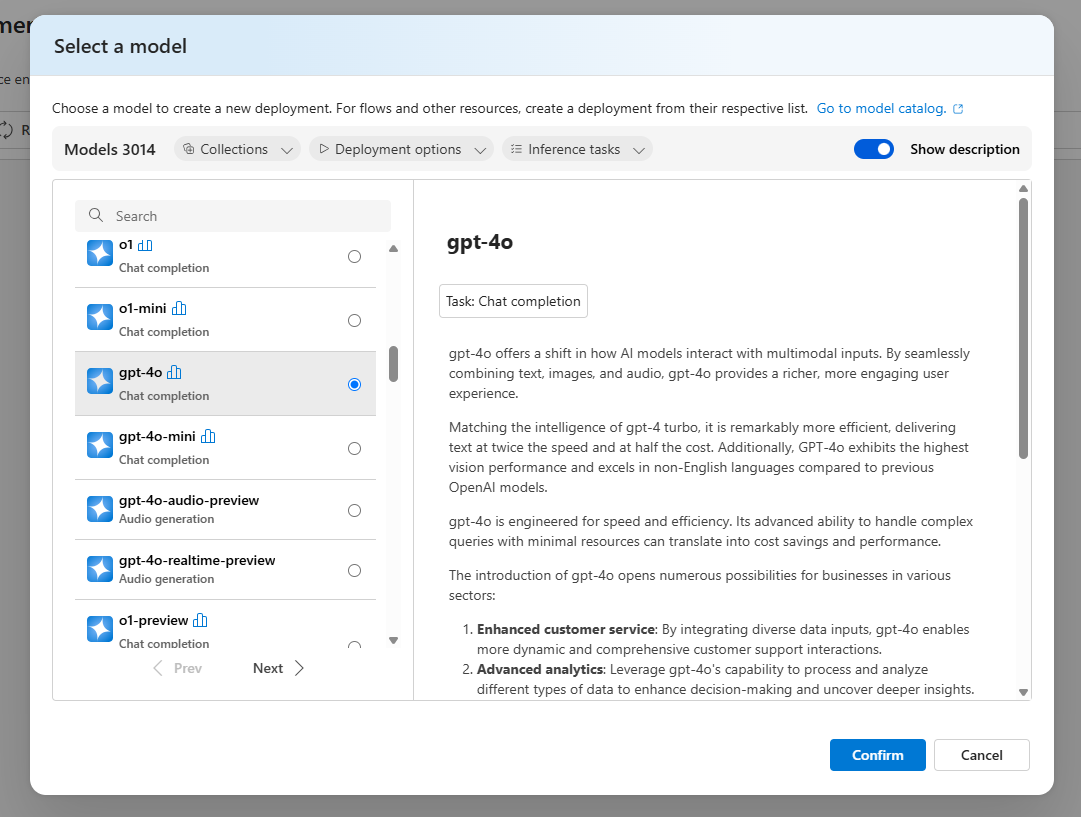 Select a model
Choose a model to create a new deployment. For flows and other resources, create a deployment from their respective list. Go to model catalog.
Models 3014
Collections
Deployment options
Inference tasks
Show description
Search
o1
Chat completion
o1-mini
Chat completion
gpt-4o
Chat completion
gpt-4o-mini
Chat completion
gpt-4o-audio-preview
Audio generation
gpt-4o-realtime-preview
Audio generation
o1-preview
Chat completion
Prev
Next
gpt-4o
Task: Chat completion
gpt-4o offers a shift in how AI models interact with multimodal inputs. By seamlessly
combining text, images, and audio, gpt-4o provides a richer, more engaging user
experience.
Matching the intelligence of gpt-4 turbo, it is remarkably more efficient, delivering
text at twice the speed and at half the cost. Additionally, GPT-4o exhibits the highest
vision performance and excels in non-English languages compared to previous
OpenAI models.
gpt-4o is engineered for speed and efficiency. Its advanced ability to handle complex
queries with minimal resources can translate into cost savings and performance.
The introduction of gpt-4o opens numerous possibilities for businesses in various
sectors:
1. Enhanced customer service: By integrating diverse data inputs, gpt-4o enables
more dynamic and comprehensive customer support interactions.
2. Advanced analytics: Leverage gpt-4o's capability to process and analyze
different types of data to enhance decision-making and uncover deeper insights.
Confirm
Cancel